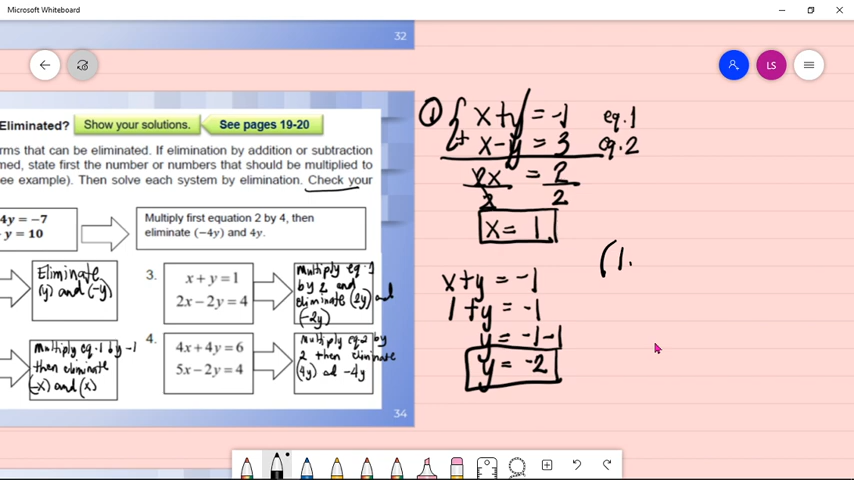 Microsoft Whiteboard
32
LS
Eliminated?
Show your solutions.
See pages 19-20
rms that can be eliminated. If elimination by addition or subtraction
med, state first the number or numbers that should be multiplied to
ee example). Then solve each system by elimination. Check your
4y = −7
y = 10
Multiply first equation 2 by 4, then
eliminate (−4y) and 4y.
Eliminate
(y) and (-y)
3.
x + y = 1
2x − 2y = 4
Multiply eq.1
by 2 and
eliminate (2y) and
(-2y)
Multiply eq.1 by -1
then eliminate
(-x) and (x)
4.
4x + 4y = 6
5x − 2y = 4
Multiply eq.2 by
2 then eliminate
(4y) and -4y
34
1
x+y = -1 eq.1
+ x-y = 3 eq.2
2x = 2
2 2
x = 1
x+y = -1
1+y = -1
y = -1-1
y = -2
(1,